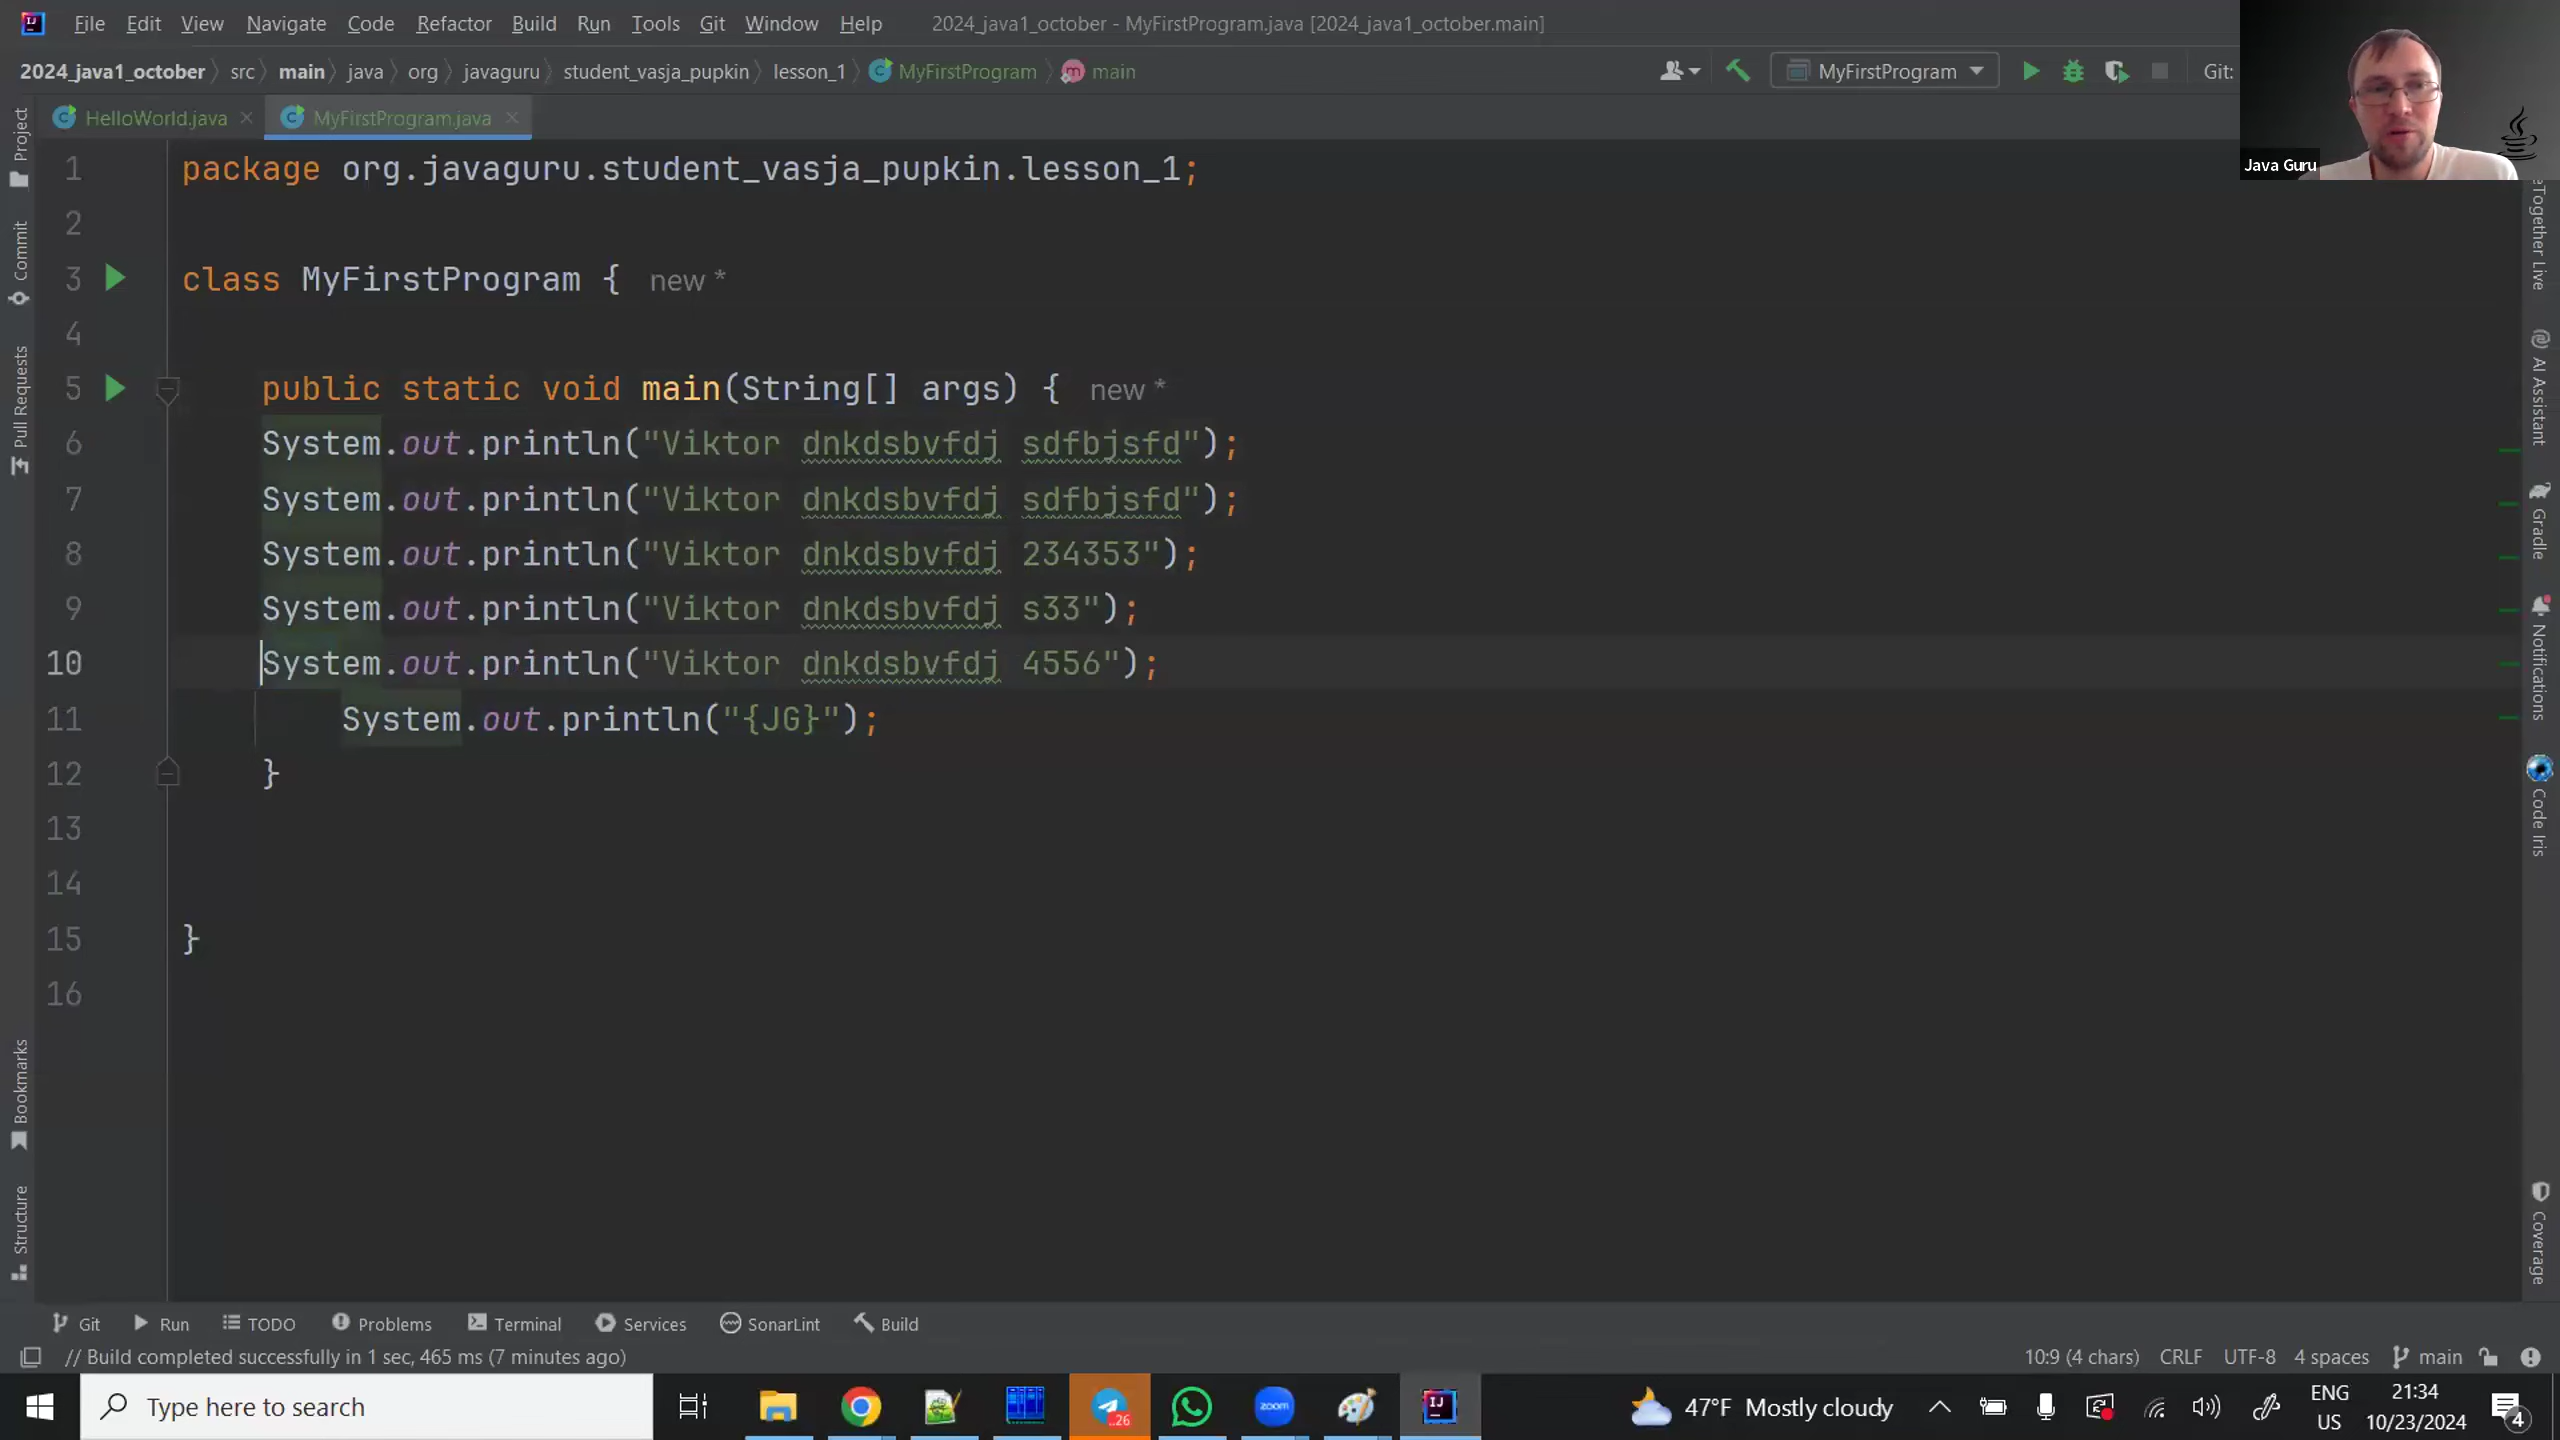 File Edit View Navigate Code Refactor Build Run Tools Git Window Help 2024_java1_october - MyFirstProgram.java [2024_java1_october.main]
2024_java1_october src main java org javaguru student_vasja_pupkin lesson_1 MyFirstProgram main MyFirstProgram Git:
HelloWorld.java MyFirstProgram.java
Java Guru
Project
Commit
Pull Requests
Bookmarks
Structure
1 package org.javaguru.student_vasja_pupkin.lesson_1;
2
3 class MyFirstProgram { new *
4
5 public static void main(String[] args) { new *
6 System.out.println("Viktor dnkdsbvfdj sdfbjsfd");
7 System.out.println("Viktor dnkdsbvfdj sdfbjsfd");
8 System.out.println("Viktor dnkdsbvfdj 234353");
9 System.out.println("Viktor dnkdsbvfdj s33");
10 System.out.println("Viktor dnkdsbvfdj 4556");
11 System.out.println("{JG}");
12 }
13
14
15 }
16
eTogether Live
AI Assistant
Gradle
Notifications
Code Iris
Coverage
Git Run TODO Problems Terminal Services SonarLint Build
// Build completed successfully in 1 sec, 465 ms (7 minutes ago) 10:9 (4 chars) CRLF UTF-8 4 spaces main
Type here to search ..26 zoom IJ 47°F Mostly cloudy ENG 21:34
US 10/23/2024 4